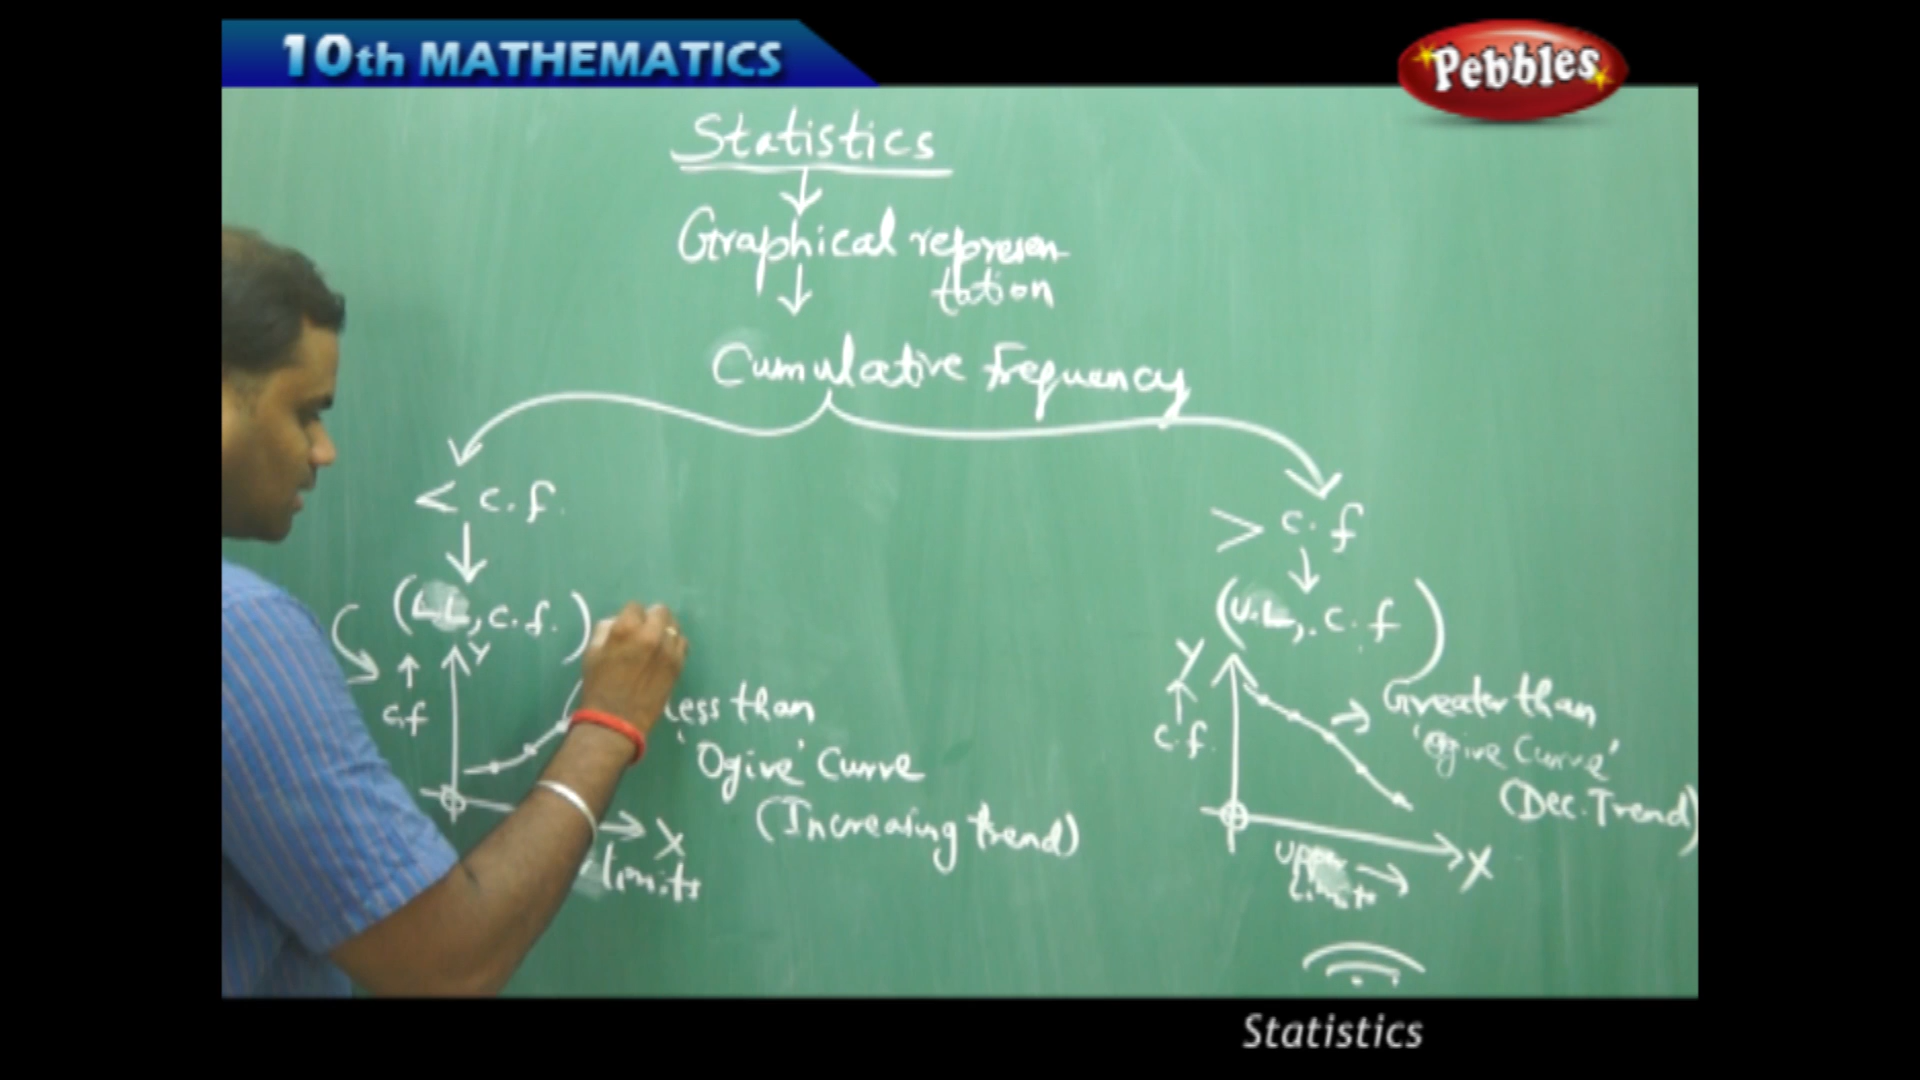 10th MATHEMATICS
Pebbles
Statistics
Graphical represen-
tation
Cumulative Frequency
< c.f.
> c.f
(LL, c.f.)
(U.L, c.f)
Y
c.f
X
limits
Less than
'Ogive' Curve
(Increasing trend)
Y
c.f.
X
Upper
Limits
Greater than
'Ogive Curve'
(Dec. Trend)
Statistics